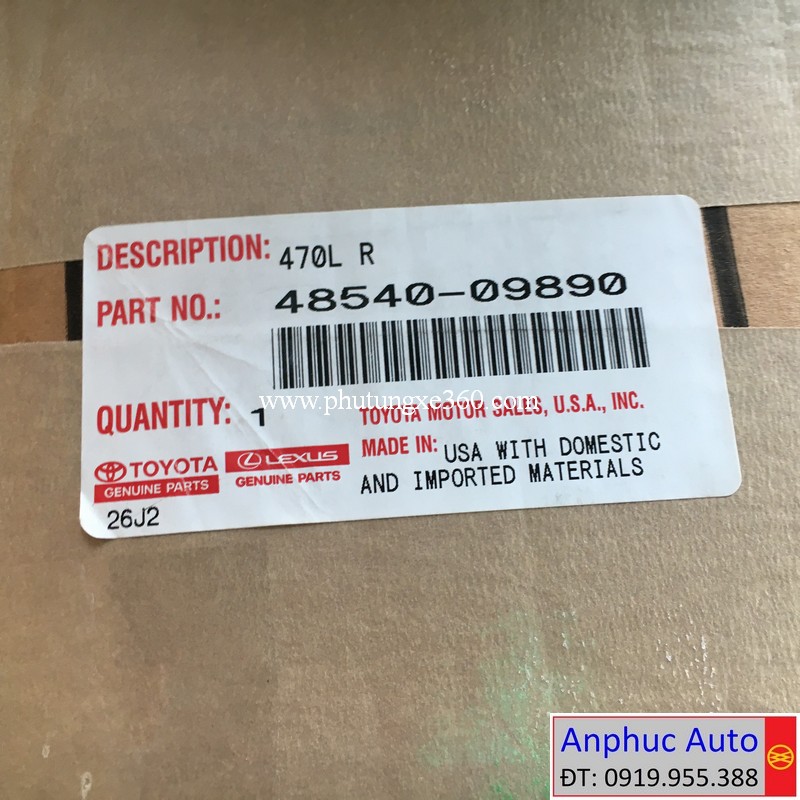 DESCRIPTION: 470L R
PART NO.: 48540-09890
www.phutungxe360.com
QUANTITY: 1 TOYOTA MOTOR SALES, U.S.A., INC.
MADE IN: USA WITH DOMESTIC
AND IMPORTED MATERIALS
TOYOTA
GENUINE PARTS
LEXUS
GENUINE PARTS
26J2
Anphuc Auto
ĐT: 0919.955.388